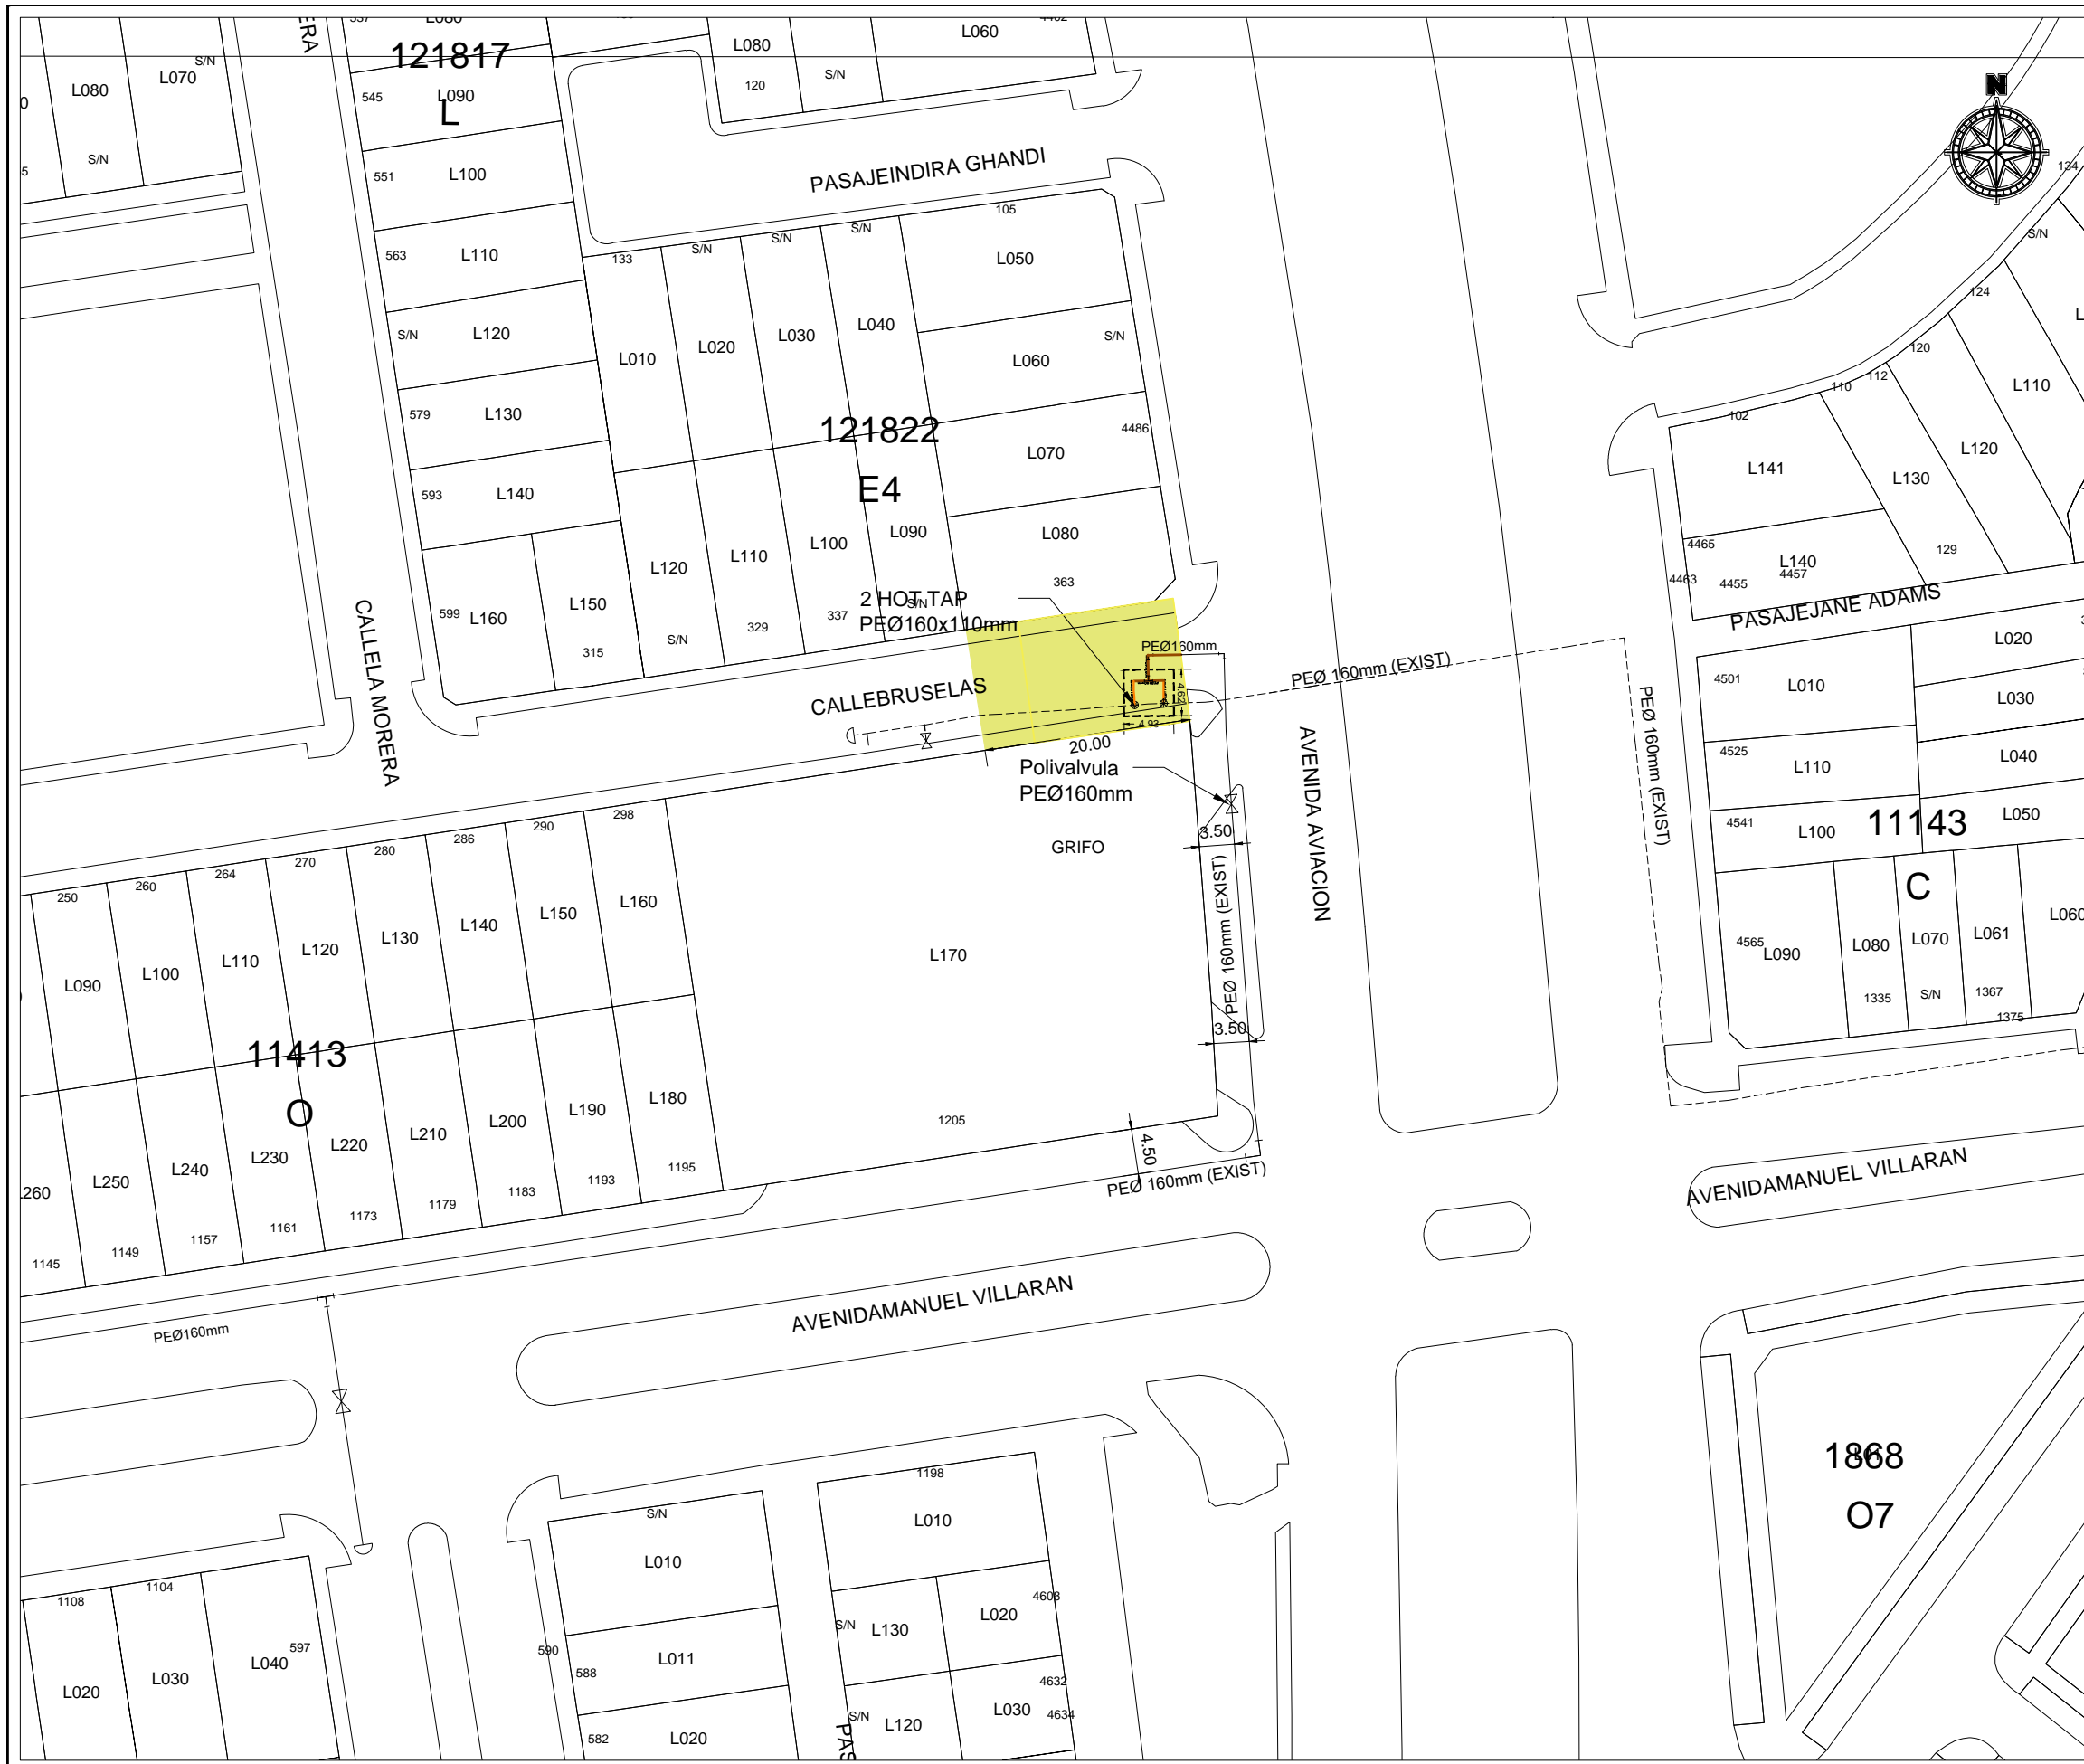 121817
L
L080
S/N
L070
S/N
545
L090
551
L100
563
L110
S/N
L120
579
L130
593
L140
599
L160
L150
315
L080
120
S/N
L060
PASAJEINDIRA GHANDI
N
133
S/N
S/N
S/N
105
L010
L020
L030
L040
L050
S/N
L060
121822
E4
4486
L070
L080
363
L120
S/N
L110
329
L100
337
L090
S/N
2 HOT TAP
PEØ160x110mm
PEØ160mm
4.62
4.93
20.00
CALLEBRUSELAS
CALLELA MORERA
Polivalvula
PEØ160mm
GRIFO
3.50
PEØ 160mm (EXIST)
PEØ 160mm (EXIST)
3.50
AVENIDA AVIACION
PEØ 160mm (EXIST)
134
S/N
124
120
112
110
102
L110
L120
L130
129
L141
4465
4463
4455
L140
4457
PASAJEJANE ADAMS
4501
L010
L020
L030
4525
L110
L040
4541
L100
L050
11143
C
4565
L090
L080
1335
L070
S/N
L061
1367
L060
1375
250
260
264
270
280
286
290
298
L090
L100
L110
L120
L130
L140
L150
L160
L170
11413
O
L250
L240
L230
L220
L210
L200
L190
L180
1145
1149
1157
1161
1173
1179
1183
1193
1195
1205
4.50
PEØ 160mm (EXIST)
AVENIDAMANUEL VILLARAN
AVENIDAMANUEL VILLARAN
PEØ160mm
1868
O7
1108
1104
L020
L030
L040
597
S/N
L010
590
588
L011
582
L020
1198
L010
S/N
L130
L020
4608
S/N
L120
L030
4632
4634
PAS